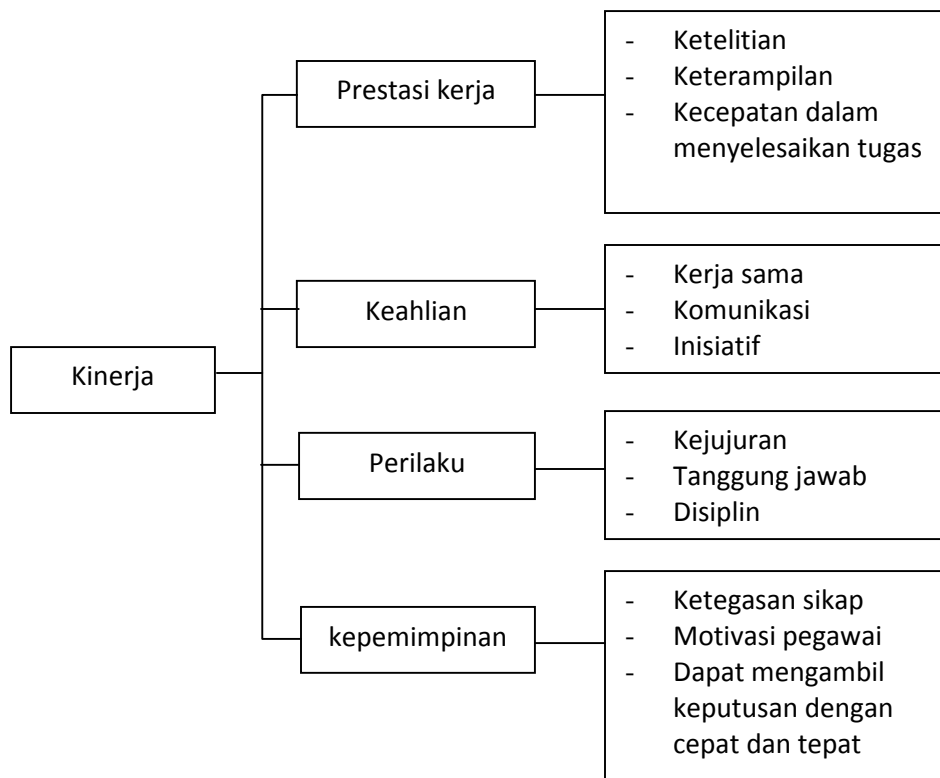 Kinerja
Prestasi kerja
- Ketelitian
- Keterampilan
- Kecepatan dalam
menyelesaikan tugas
Keahlian
- Kerja sama
- Komunikasi
- Inisiatif
Perilaku
- Kejujuran
- Tanggung jawab
- Disiplin
kepemimpinan
- Ketegasan sikap
- Motivasi pegawai
- Dapat mengambil
keputusan dengan
cepat dan tepat